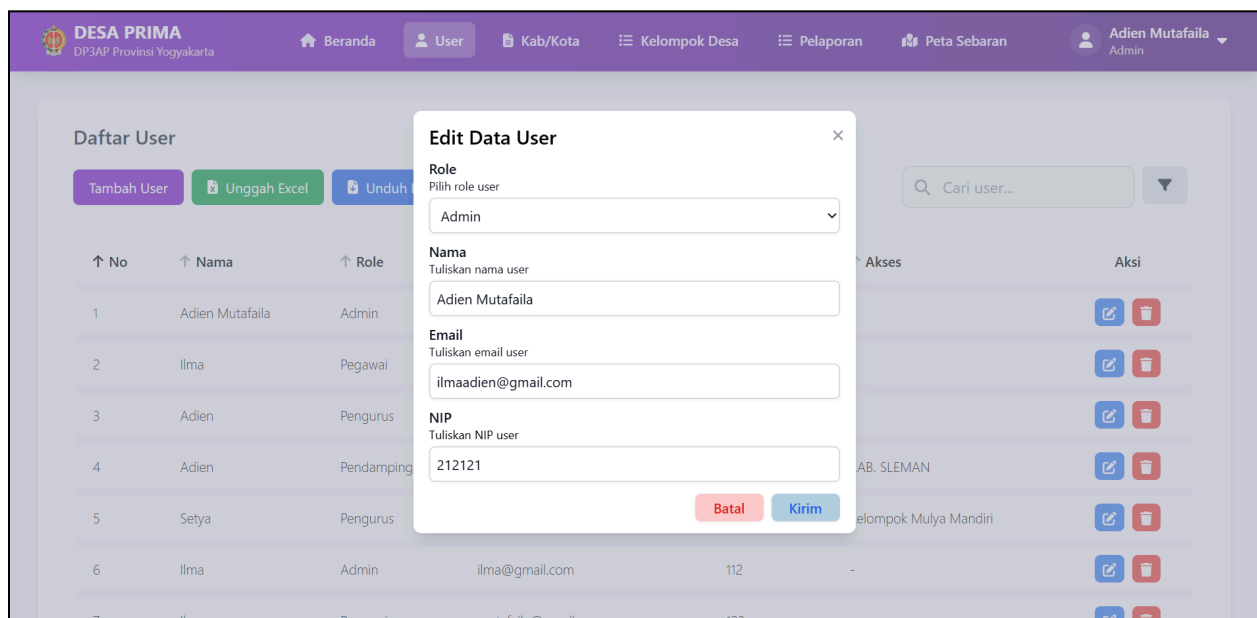 DESA PRIMA
DP3AP Provinsi Yogyakarta
Beranda
User
Kab/Kota
Kelompok Desa
Pelaporan
Peta Sebaran
Adien Mutafaila
Admin
Daftar User
Tambah User
Unggah Excel
Unduh
Cari user...
No
Nama
Role
Akses
Aksi
1 Adien Mutafaila Admin
2 Ilma Pegawai
3 Adien Pengurus
4 Adien Pendamping AB. SLEMAN
5 Setya Pengurus elompok Mulya Mandiri
6 Ilma Admin ilma@gmail.com 112 -
Edit Data User ×
Role
Pilih role user
Admin
Nama
Tuliskan nama user
Adien Mutafaila
Email
Tuliskan email user
ilmaadien@gmail.com
NIP
Tuliskan NIP user
212121
Batal
Kirim